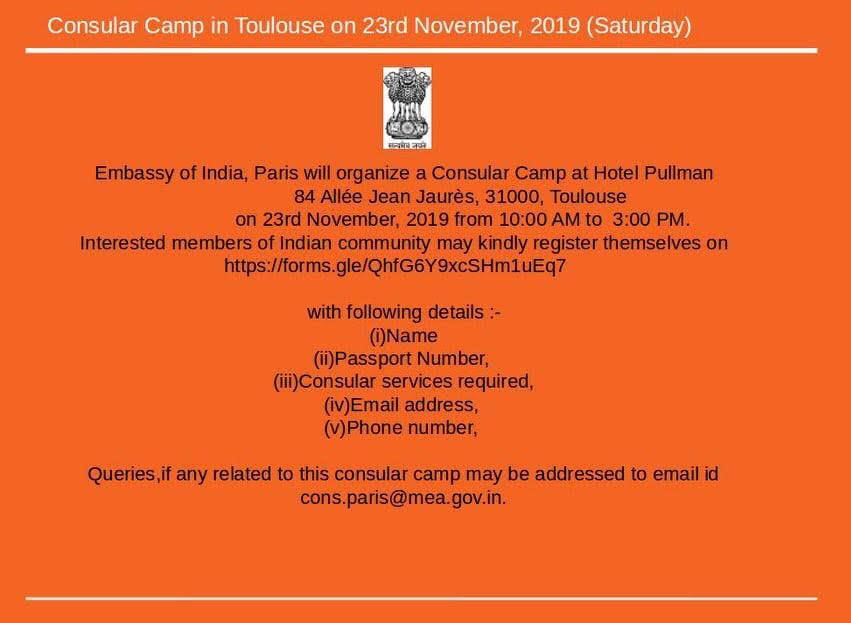 Consular Camp in Toulouse on 23rd November, 2019 (Saturday)
सत्यमेव जयते
Embassy of India, Paris will organize a Consular Camp at Hotel Pullman
84 Allée Jean Jaurès, 31000, Toulouse
on 23rd November, 2019 from 10:00 AM to  3:00 PM.
Interested members of Indian community may kindly register themselves on
https://forms.gle/QhfG6Y9xcSHm1uEq7
with following details :-
(i)Name
(ii)Passport Number,
(iii)Consular services required,
(iv)Email address,
(v)Phone number,
Queries,if any related to this consular camp may be addressed to email id
cons.paris@mea.gov.in.